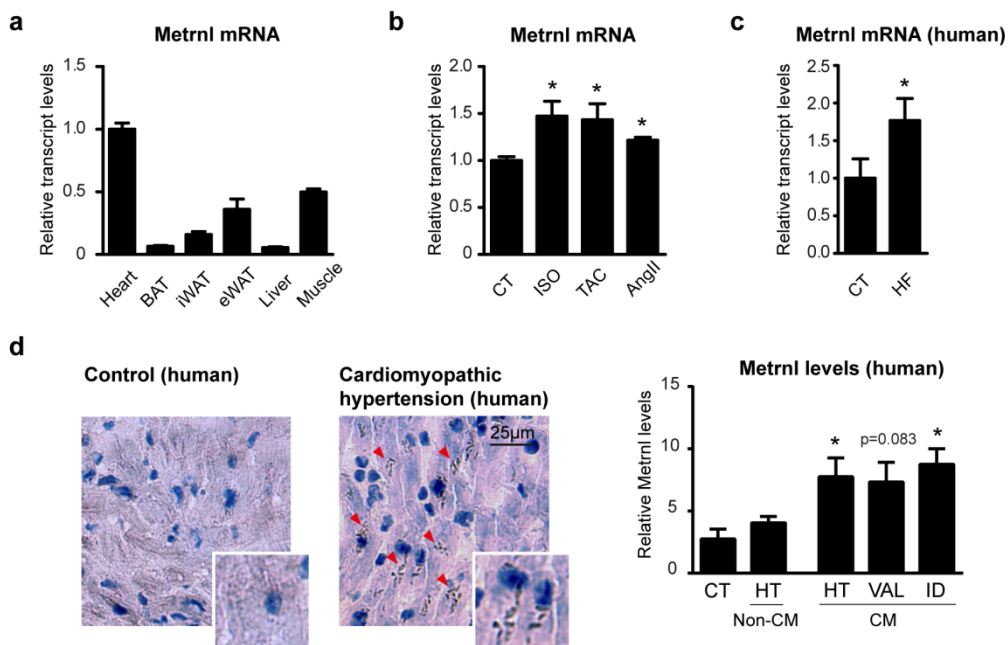 a
Metrnl mRNA
Relative transcript levels
1.5
1.0
0.5
0
Heart
BAT
iWAT
eWAT
Liver
Muscle
b
Metrnl mRNA
Relative transcript levels
2.0
* * *
1.5
1.0
0.5
0
CT
ISO
TAC
AngII
c
Metrnl mRNA (human)
Relative transcript levels
2.5
*
2.0
1.5
1.0
0.5
0.0
CT
HF
d
Control (human)
Cardiomyopathic
hypertension (human)
25µm
Metrnl levels (human)
Relative Metrnl levels
15
10
5
0
* p=0.083 *
CT HT HT VAL ID
Non-CM CM